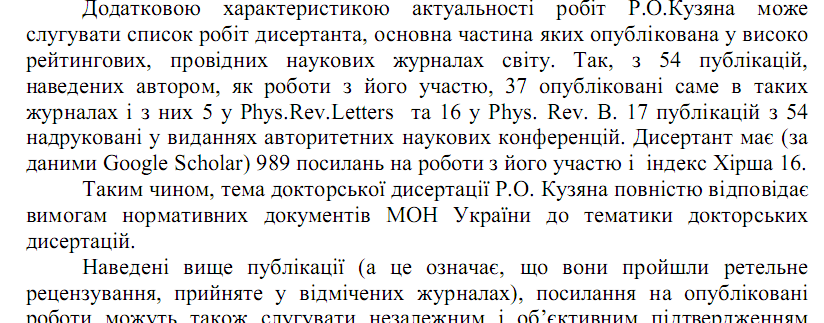 Додатковою характеристикою актуальності робіт Р.О.Кузяна може
слугувати список робіт дисертанта, основна частина яких опублікована у високо
рейтингових, провідних наукових журналах світу. Так, з 54 публікацій,
наведених автором, як роботи з його участю, 37 опубліковані саме в таких
журналах і з них 5 у Phys.Rev.Letters та 16 у Phys. Rev. B. 17 публікацій з 54
надруковані у виданнях авторитетних наукових конференцій. Дисертант має (за
даними Google Scholar) 989 посилань на роботи з його участю і індекс Хірша 16.
Таким чином, тема докторської дисертації Р.О. Кузяна повністю відповідає
вимогам нормативних документів МОН України до тематики докторських
дисертацій.
Наведені вище публікації (а це означає, що вони пройшли ретельне
рецензування, прийняте у відмічених журналах), посилання на опубліковані
роботи можуть також слугувати незалежним і об’єктивним підтвердженням